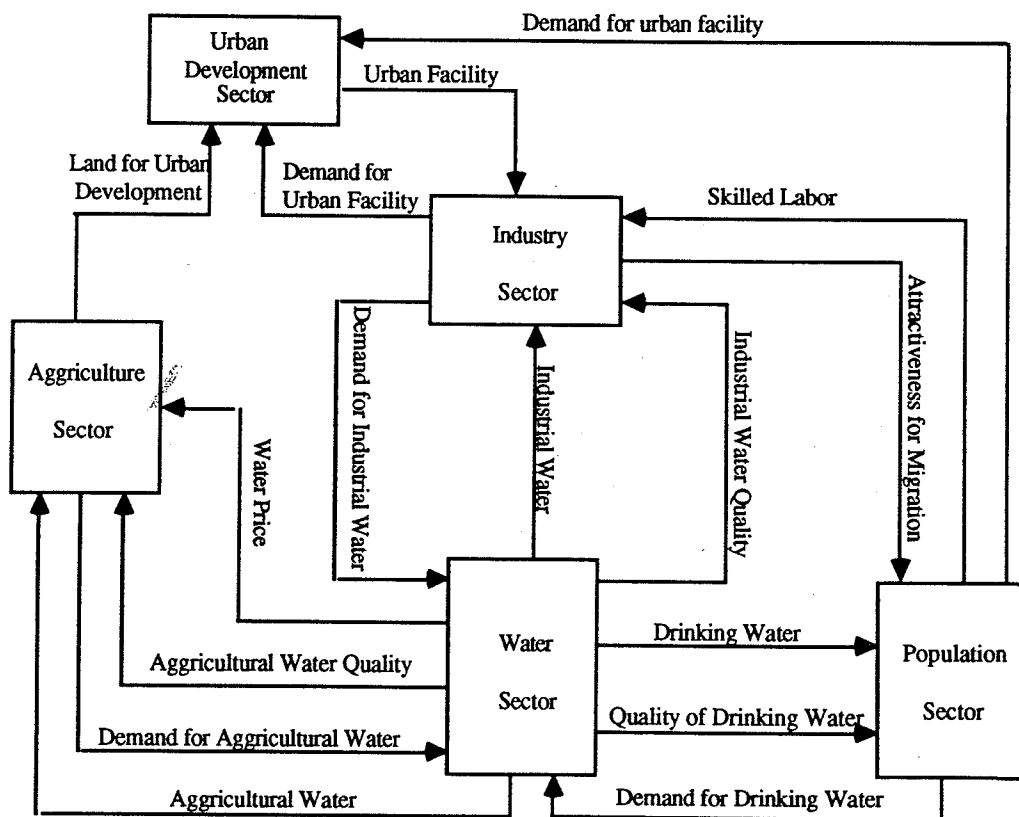 Demand for urban facility
Urban
Development
Sector
Urban Facility
Land for Urban
Development
Demand for
Urban Facility
Skilled Labor
Industry
Sector
Attractiveness for Migration
Demand for Industrial Water
Industrial Water
Industrial Water Quality
Aggriculture
Sector
Water Price
Water
Sector
Drinking Water
Population
Sector
Aggricultural Water Quality
Quality of Drinking Water
Demand for Aggricultural Water
Aggricultural Water
Demand for Drinking Water